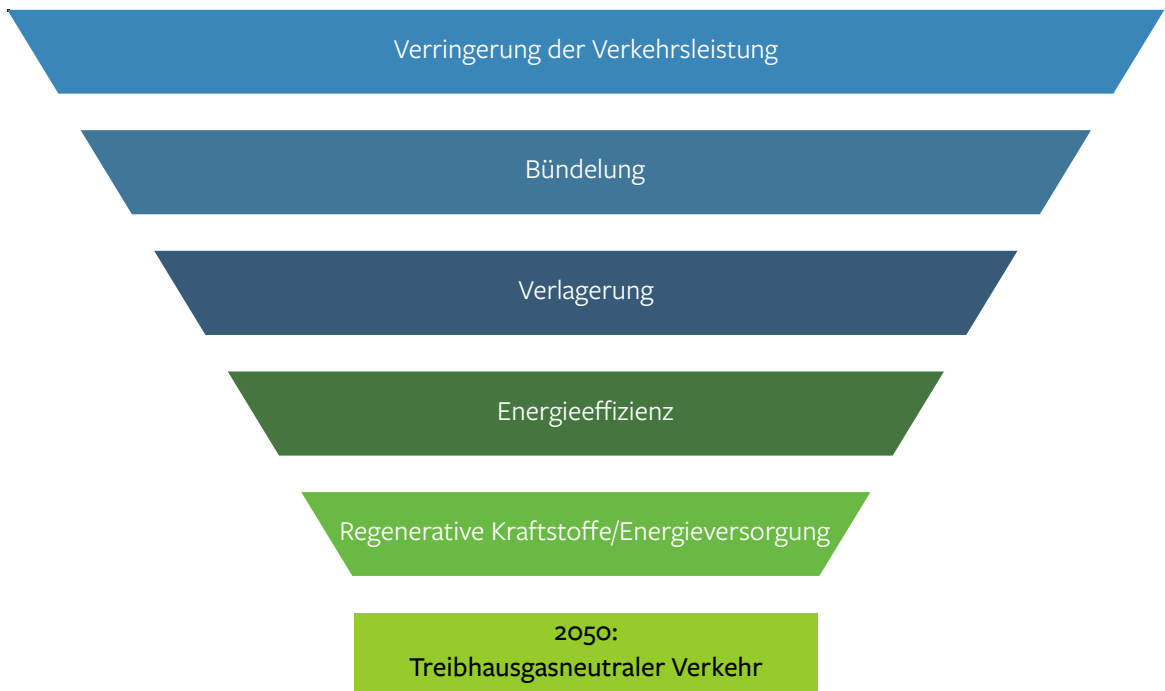 Verringerung der Verkehrsleistung
Bündelung
Verlagerung
Energieeffizienz
Regenerative Kraftstoffe/Energieversorgung
2050:
Treibhausgasneutraler Verkehr